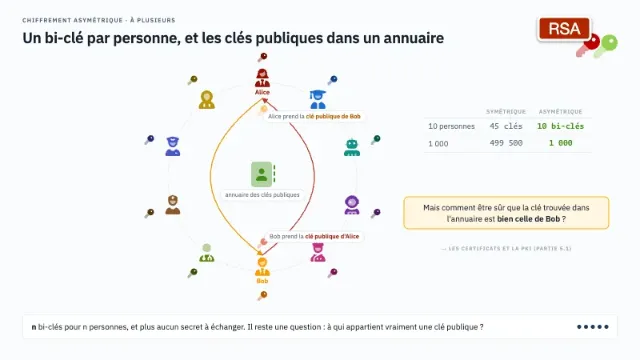 CHIFFREMENT ASYMÉTRIQUE · À PLUSIEURS
Un bi-clé par personne, et les clés publiques dans un annuaire
RSA
Alice
Alice prend la clé publique de Bob
annuaire des clés publiques
Bob prend la clé publique d'Alice
Bob
SYMÉTRIQUE ASYMÉTRIQUE
10 personnes 45 clés 10 bi-clés
1 000 499 500 1 000
Mais comment être sûr que la clé trouvée dans
l'annuaire est bien celle de Bob ?
→ LES CERTIFICATS ET LA PKI (PARTIE 5.1)
n bi-clés pour n personnes, et plus aucun secret à échanger. Il reste une question : à qui appartient vraiment une clé publique ?